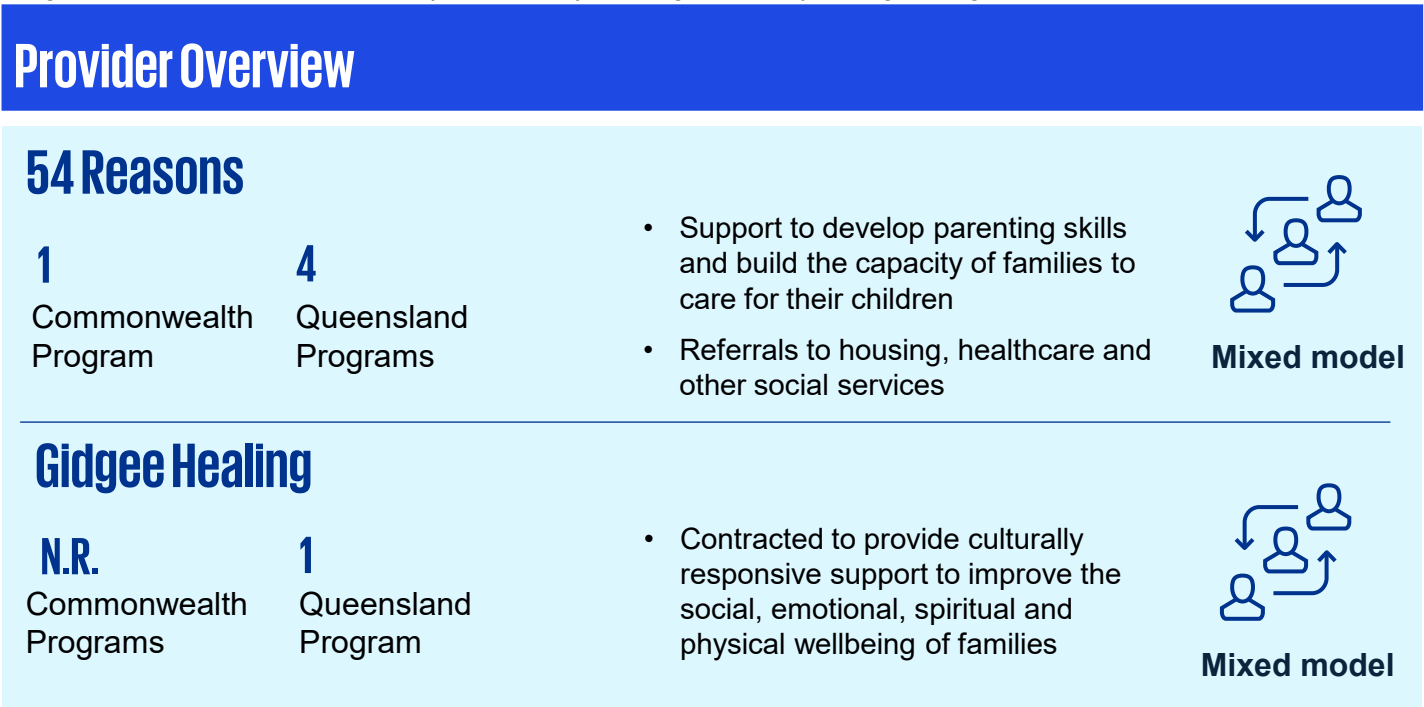 Provider Overview
54 Reasons
1
Commonwealth
Program
4
Queensland
Programs
• Support to develop parenting skills
and build the capacity of families to
care for their children
• Referrals to housing, healthcare and
other social services
Mixed model
Gidgee Healing
N.R.
Commonwealth
Programs
1
Queensland
Program
• Contracted to provide culturally
responsive support to improve the
social, emotional, spiritual and
physical wellbeing of families
Mixed model